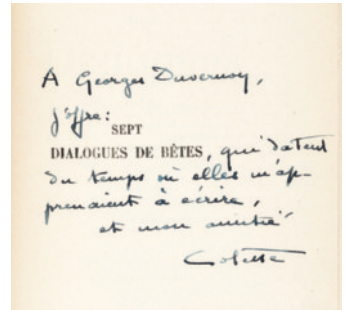 A Georges Duvernoy,
j'offre:
SEPT
DIALOGUES DE BÊTES, qui datent
du temps où elles m'ap-
prenaient à écrire,
et mon amitié
Colette